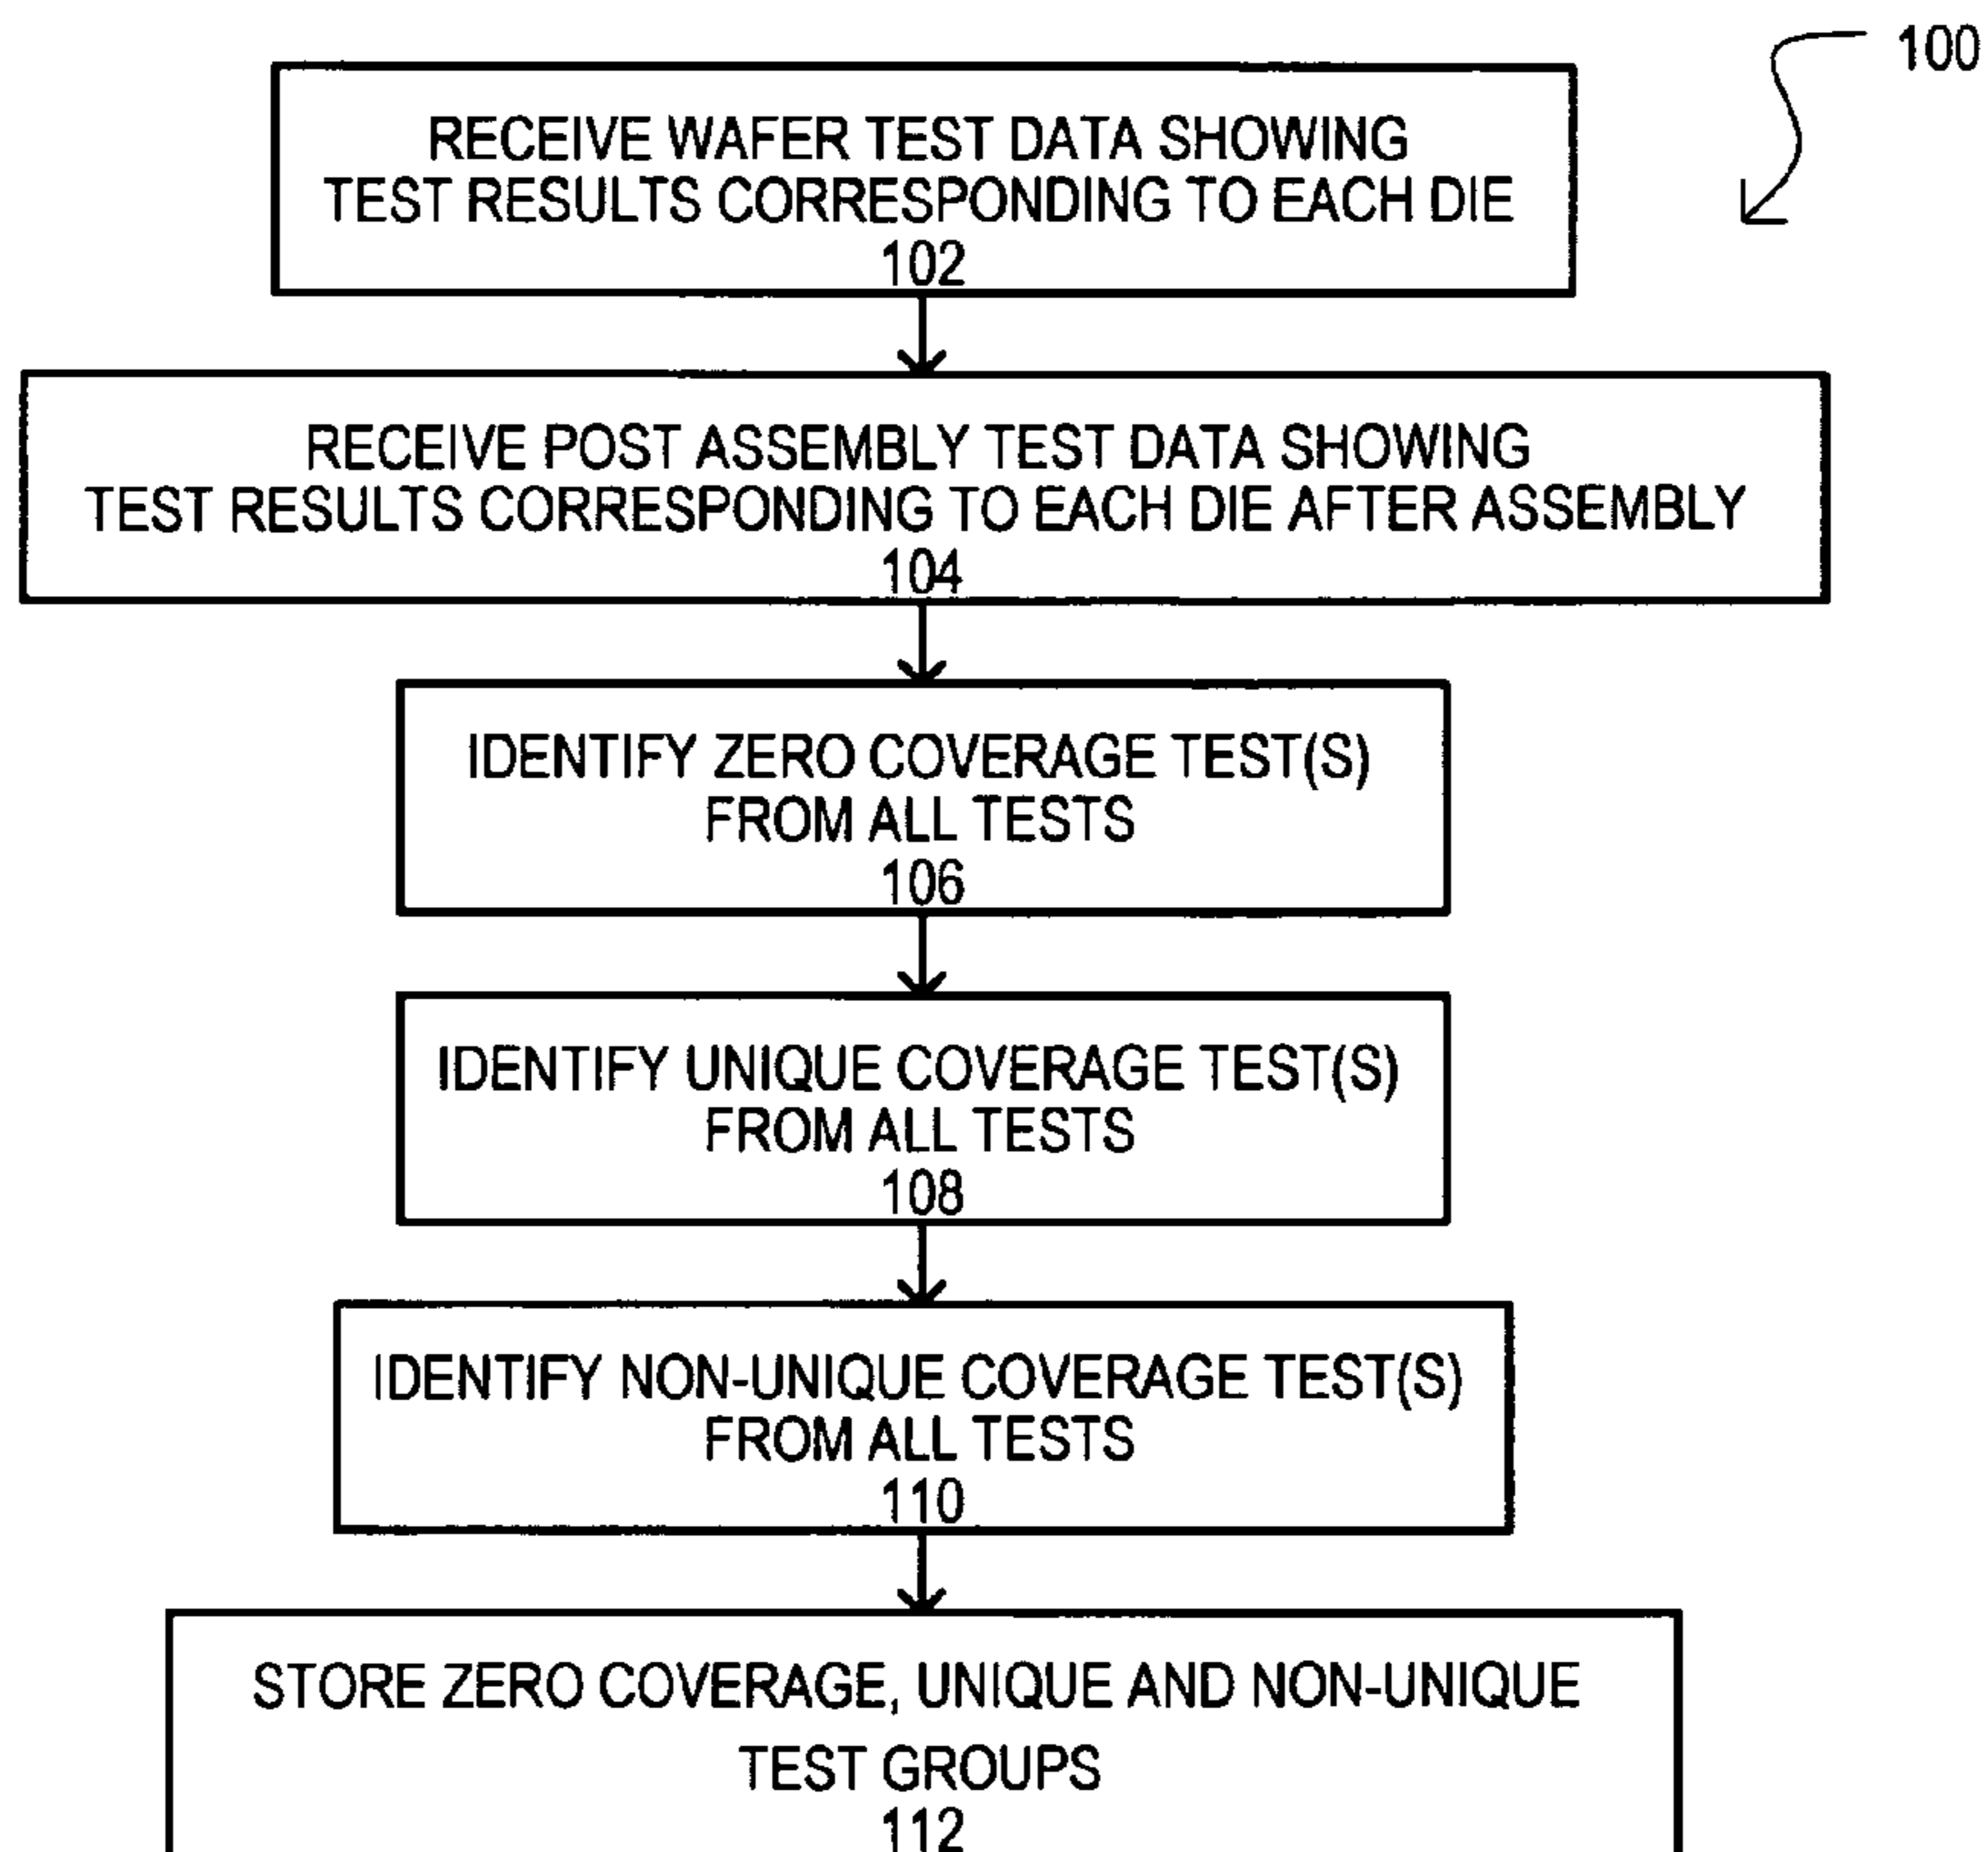 100
RECEIVE WAFER TEST DATA SHOWING
TEST RESULTS CORRESPONDING TO EACH DIE
102
RECEIVE POST ASSEMBLY TEST DATA SHOWING
TEST RESULTS CORRESPONDING TO EACH DIE AFTER ASSEMBLY
104
IDENTIFY ZERO COVERAGE TEST(S)
FROM ALL TESTS
106
IDENTIFY UNIQUE COVERAGE TEST(S)
FROM ALL TESTS
108
IDENTIFY NON-UNIQUE COVERAGE TEST(S)
FROM ALL TESTS
110
STORE ZERO COVERAGE, UNIQUE AND NON-UNIQUE
TEST GROUPS
112